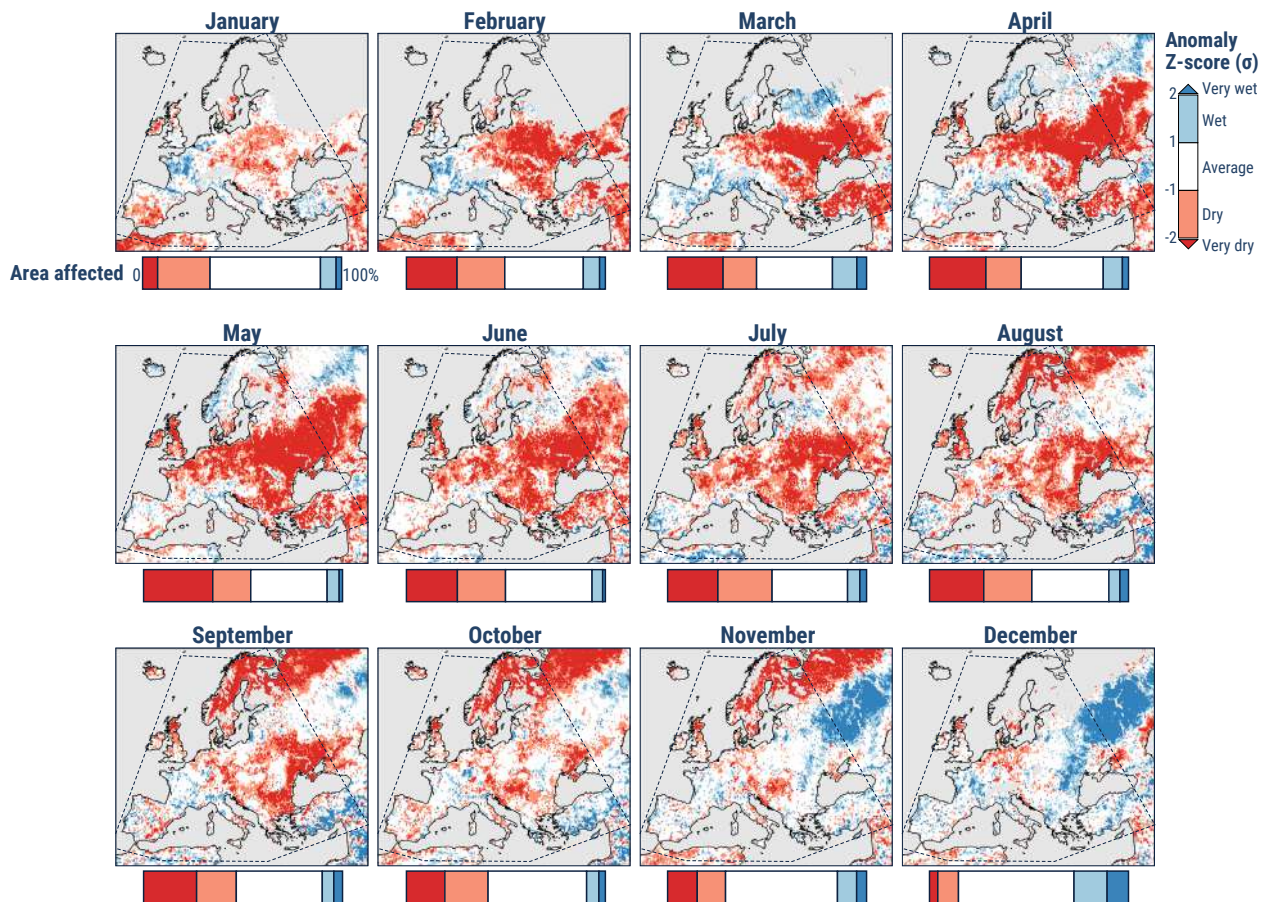 January
February
March
April
Anomaly
Z-score (σ)
2
Very wet
Wet
1
Average
-1
Dry
-2
Very dry
Area affected 0
100%
May
June
July
August
September
October
November
December